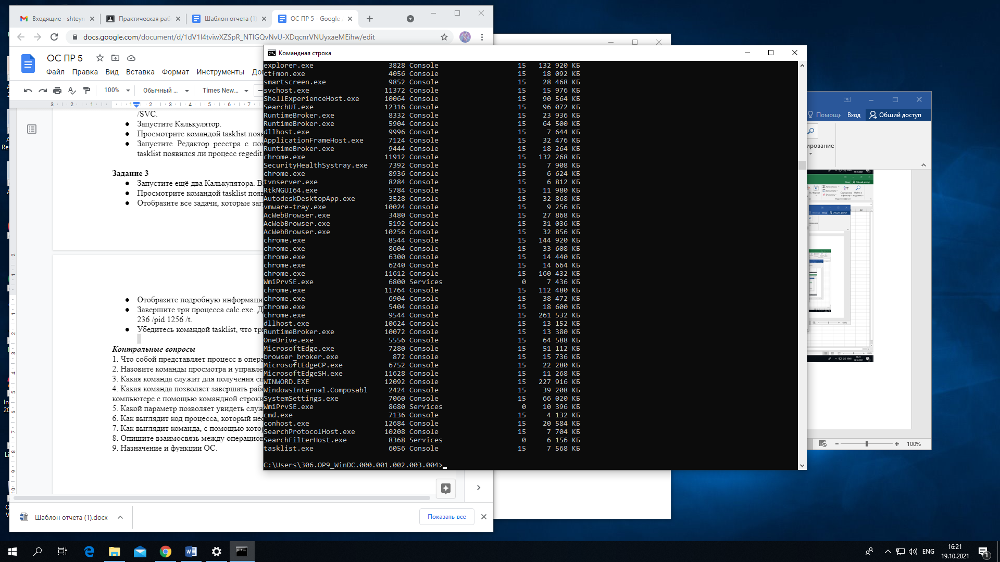 Входящие - shteyn
Практическая раб
Шаблон отчета (1)
ОС ПР 5 - Google
docs.google.com/document/d/1dV1I4tviwXZSpR_NTIGQvNvU-XDqcnrVNUyxaeMEihw/edit
ОС ПР 5
Файл Правка Вид Вставка Формат Инструменты
100% Обычный ... Times New...
/SVC.
● Запустите Калькулятор.
● Просмотрите командой tasklist появ
● Запустите Редактор реестра с пом
tasklist появился ли процесс regedit.
Задание 3
● Запустите ещё два Калькулятора. В
● Просмотрите командой tasklist появ
● Отобразите все задачи, которые заг
● Отобразите подробную информаци
● Завершите три процесса calc.exe. Д
236 /pid 1256 /t.
● Убедитесь командой tasklist, что тр
Контрольные вопросы
1. Что собой представляет процесс в опера
2. Назовите команды просмотра и управле
3. Какая команда служит для получения сп
4. Какая команда позволяет завершать рабо
компьютере с помощью командной строки
5. Какой параметр позволяет увидеть служ
6. Как выглядит код процесса, который нес
7. Как выглядит команда, с помощью котор
8. Опишите взаимосвязь между операцион
9. Назначение и функции ОС.
Шаблон отчета (1).docx
Показать все
Командная строка
explorer.exe 3828 Console 15 132 920 КБ
ctfmon.exe 4056 Console 15 18 092 КБ
smartscreen.exe 9852 Console 15 28 468 КБ
svchost.exe 11372 Console 15 15 976 КБ
ShellExperienceHost.exe 10064 Console 15 90 564 КБ
SearchUI.exe 12316 Console 15 96 072 КБ
RuntimeBroker.exe 8332 Console 15 23 936 КБ
RuntimeBroker.exe 5904 Console 15 64 500 КБ
dllhost.exe 9996 Console 15 7 644 КБ
ApplicationFrameHost.exe 7124 Console 15 32 476 КБ
RuntimeBroker.exe 9444 Console 15 18 264 КБ
chrome.exe 11912 Console 15 132 268 КБ
SecurityHealthSystray.exe 7392 Console 15 7 908 КБ
chrome.exe 8936 Console 15 6 624 КБ
tvnserver.exe 8284 Console 15 6 812 КБ
RtkNGUI64.exe 5784 Console 15 11 980 КБ
AutodeskDesktopApp.exe 3528 Console 15 32 868 КБ
vmware-tray.exe 10024 Console 15 9 256 КБ
AcWebBrowser.exe 3480 Console 15 27 868 КБ
AcWebBrowser.exe 5192 Console 15 31 036 КБ
AcWebBrowser.exe 10256 Console 15 32 856 КБ
chrome.exe 8544 Console 15 144 920 КБ
chrome.exe 8604 Console 15 33 608 КБ
chrome.exe 6300 Console 15 14 440 КБ
chrome.exe 6240 Console 15 14 664 КБ
chrome.exe 11612 Console 15 160 432 КБ
WmiPrvSE.exe 6800 Services 0 7 436 КБ
chrome.exe 11764 Console 15 112 480 КБ
chrome.exe 6904 Console 15 38 472 КБ
chrome.exe 5404 Console 15 18 600 КБ
chrome.exe 9544 Console 15 261 532 КБ
dllhost.exe 10624 Console 15 13 152 КБ
RuntimeBroker.exe 10072 Console 15 13 380 КБ
OneDrive.exe 5556 Console 15 64 588 КБ
MicrosoftEdge.exe 7280 Console 15 51 112 КБ
browser_broker.exe 872 Console 15 15 736 КБ
MicrosoftEdgeCP.exe 6752 Console 15 22 280 КБ
MicrosoftEdgeSH.exe 11628 Console 15 11 268 КБ
WINWORD.EXE 12092 Console 15 227 916 КБ
WindowsInternal.Composabl 2424 Console 15 39 208 КБ
SystemSettings.exe 7060 Console 15 66 020 КБ
WmiPrvSE.exe 8680 Services 0 10 396 КБ
cmd.exe 7136 Console 15 4 132 КБ
conhost.exe 12684 Console 15 20 584 КБ
SearchProtocolHost.exe 10208 Console 15 7 704 КБ
SearchFilterHost.exe 8368 Services 0 6 156 КБ
tasklist.exe 6056 Console 15 7 568 КБ
C:\Users\306.OP9_WinDC.000.001.002.003.004>
Помощь Вход Общий доступ
ирование
100%
ENG
16:21
19.10.2021
1